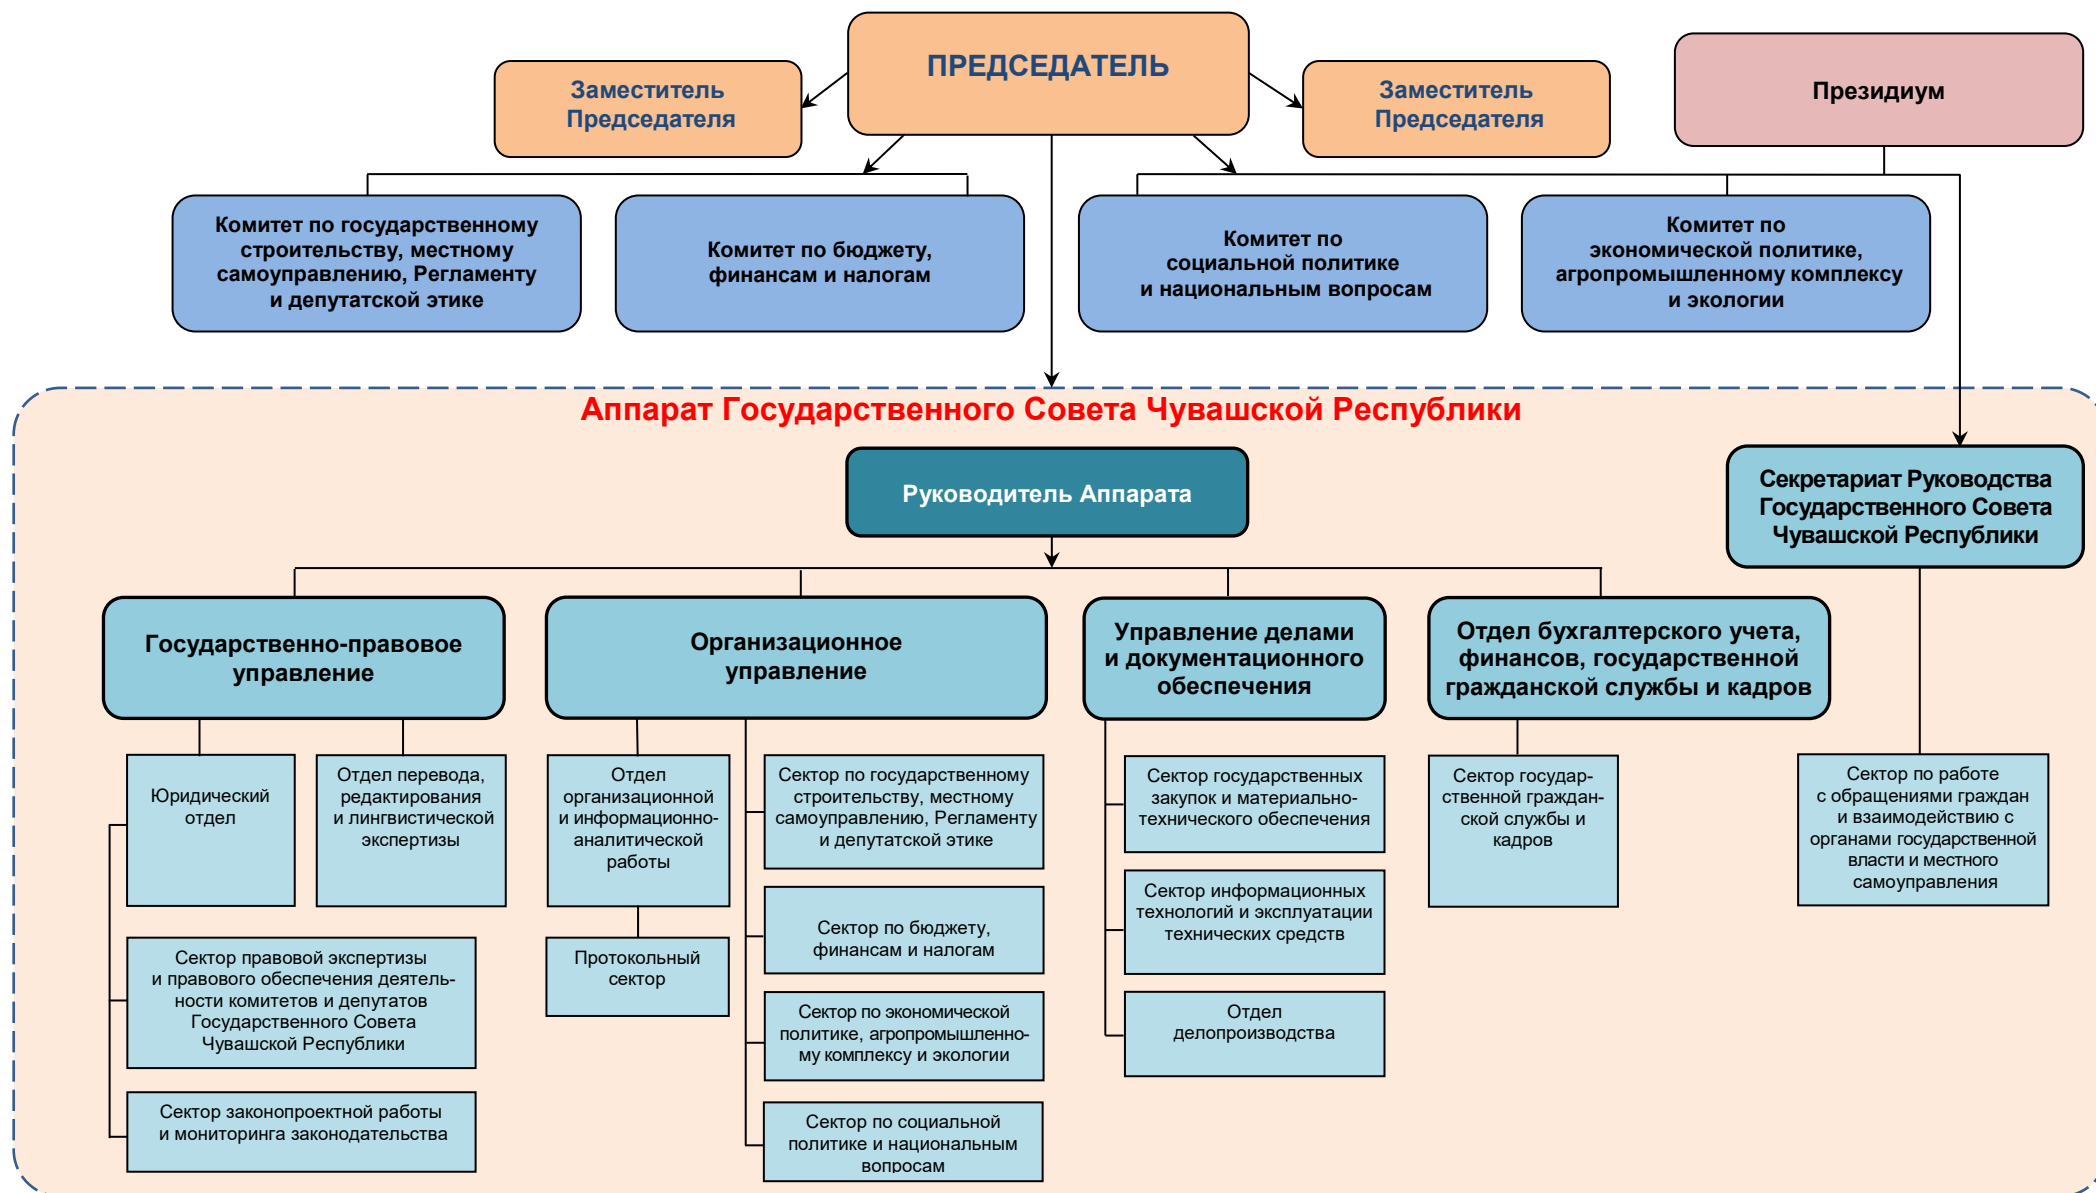 ПРЕДСЕДАТЕЛЬ
Заместитель
Председателя
Заместитель
Председателя
Президиум
Комитет по государственному
строительству, местному
самоуправлению, Регламенту
и депутатской этике
Комитет по бюджету,
финансам и налогам
Комитет по
социальной политике
и национальным вопросам
Комитет по
экономической политике,
агропромышленному комплексу
и экологии
Аппарат Государственного Совета Чувашской Республики
Руководитель Аппарата
Секретариат Руководства
Государственного Совета
Чувашской Республики
Государственно-правовое
управление
Организационное
управление
Управление делами
и документационного
обеспечения
Отдел бухгалтерского учета,
финансов, государственной
гражданской службы и кадров
Юридический
отдел
Отдел перевода,
редактирования
и лингвистической
экспертизы
Сектор правовой экспертизы
и правового обеспечения деятель-
ности комитетов и депутатов
Государственного Совета
Чувашской Республики
Сектор законопроектной работы
и мониторинга законодательства
Отдел
организационной
и информационно-
аналитической
работы
Протокольный
сектор
Сектор по государственному
строительству, местному
самоуправлению, Регламенту
и депутатской этике
Сектор по бюджету,
финансам и налогам
Сектор по экономической
политике, агропромышленно-
му комплексу и экологии
Сектор по социальной
политике и национальным
вопросам
Сектор государственных
закупок и материально-
технического обеспечения
Сектор информационных
технологий и эксплуатации
технических средств
Отдел
делопроизводства
Сектор государ-
ственной граждан-
ской службы и
кадров
Сектор по работе
с обращениями граждан
и взаимодействию с
органами государственной
власти и местного
самоуправления